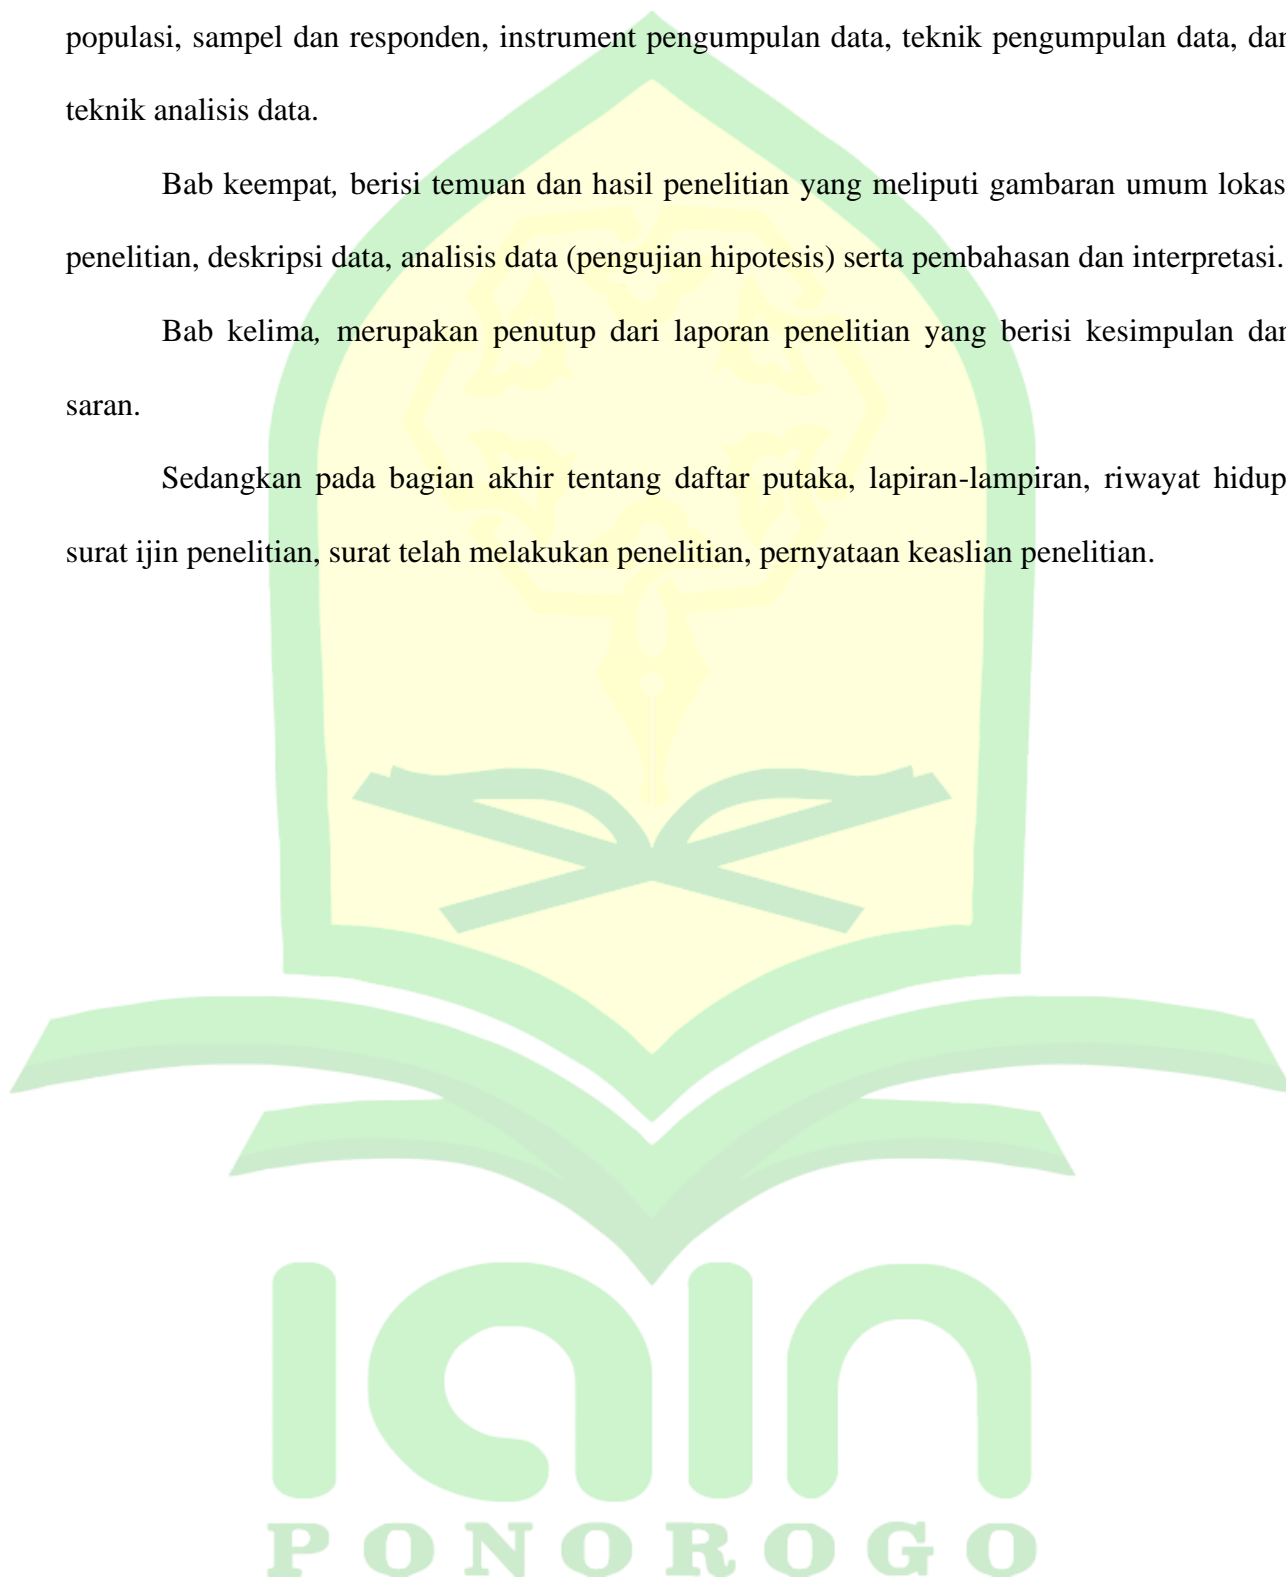 populasi, sampel dan responden, instrument pengumpulan data, teknik pengumpulan data, dan
teknik analisis data.
Bab keempat, berisi temuan dan hasil penelitian yang meliputi gambaran umum lokas
penelitian, deskripsi data, analisis data (pengujian hipotesis) serta pembahasan dan interpretasi.
Bab kelima, merupakan penutup dari laporan penelitian yang berisi kesimpulan dan
saran.
Sedangkan pada bagian akhir tentang daftar putaka, lapiran-lampiran, riwayat hidup
surat ijin penelitian, surat telah melakukan penelitian, pernyataan keaslian penelitian.
iain
PONOROGO